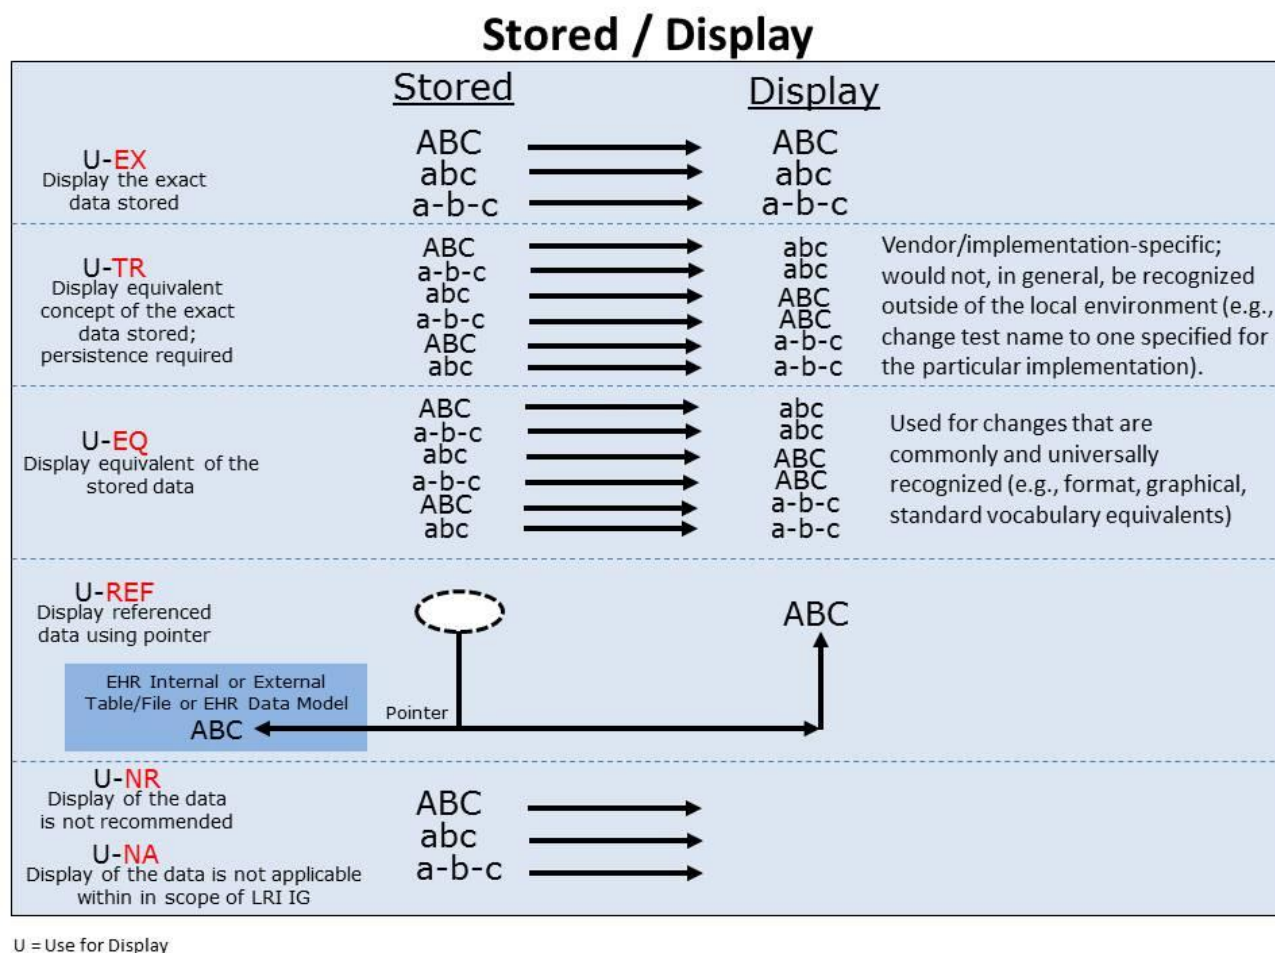 Stored / Display
Stored
Display
U-EX
Display the exact
data stored
ABC
ABC
abc
abc
a-b-c
a-b-c
U-TR
Display equivalent
concept of the exact
data stored;
persistence required
ABC
abc
a-b-c
abc
abc
ABC
a-b-c
ABC
ABC
a-b-c
abc
a-b-c
Vendor/implementation-specific;
would not, in general, be recognized
outside of the local environment (e.g.,
change test name to one specified for
the particular implementation).
U-EQ
Display equivalent of the
stored data
ABC
abc
a-b-c
abc
abc
ABC
a-b-c
ABC
ABC
a-b-c
abc
a-b-c
Used for changes that are
commonly and universally
recognized (e.g., format, graphical,
standard vocabulary equivalents)
U-REF
Display referenced
data using pointer
ABC
EHR Internal or External
Table/File or EHR Data Model
ABC
Pointer
U-NR
Display of the data
is not recommended
U-NA
Display of the data is not applicable
within in scope of LRI IG
ABC
abc
a-b-c
U = Use for Display